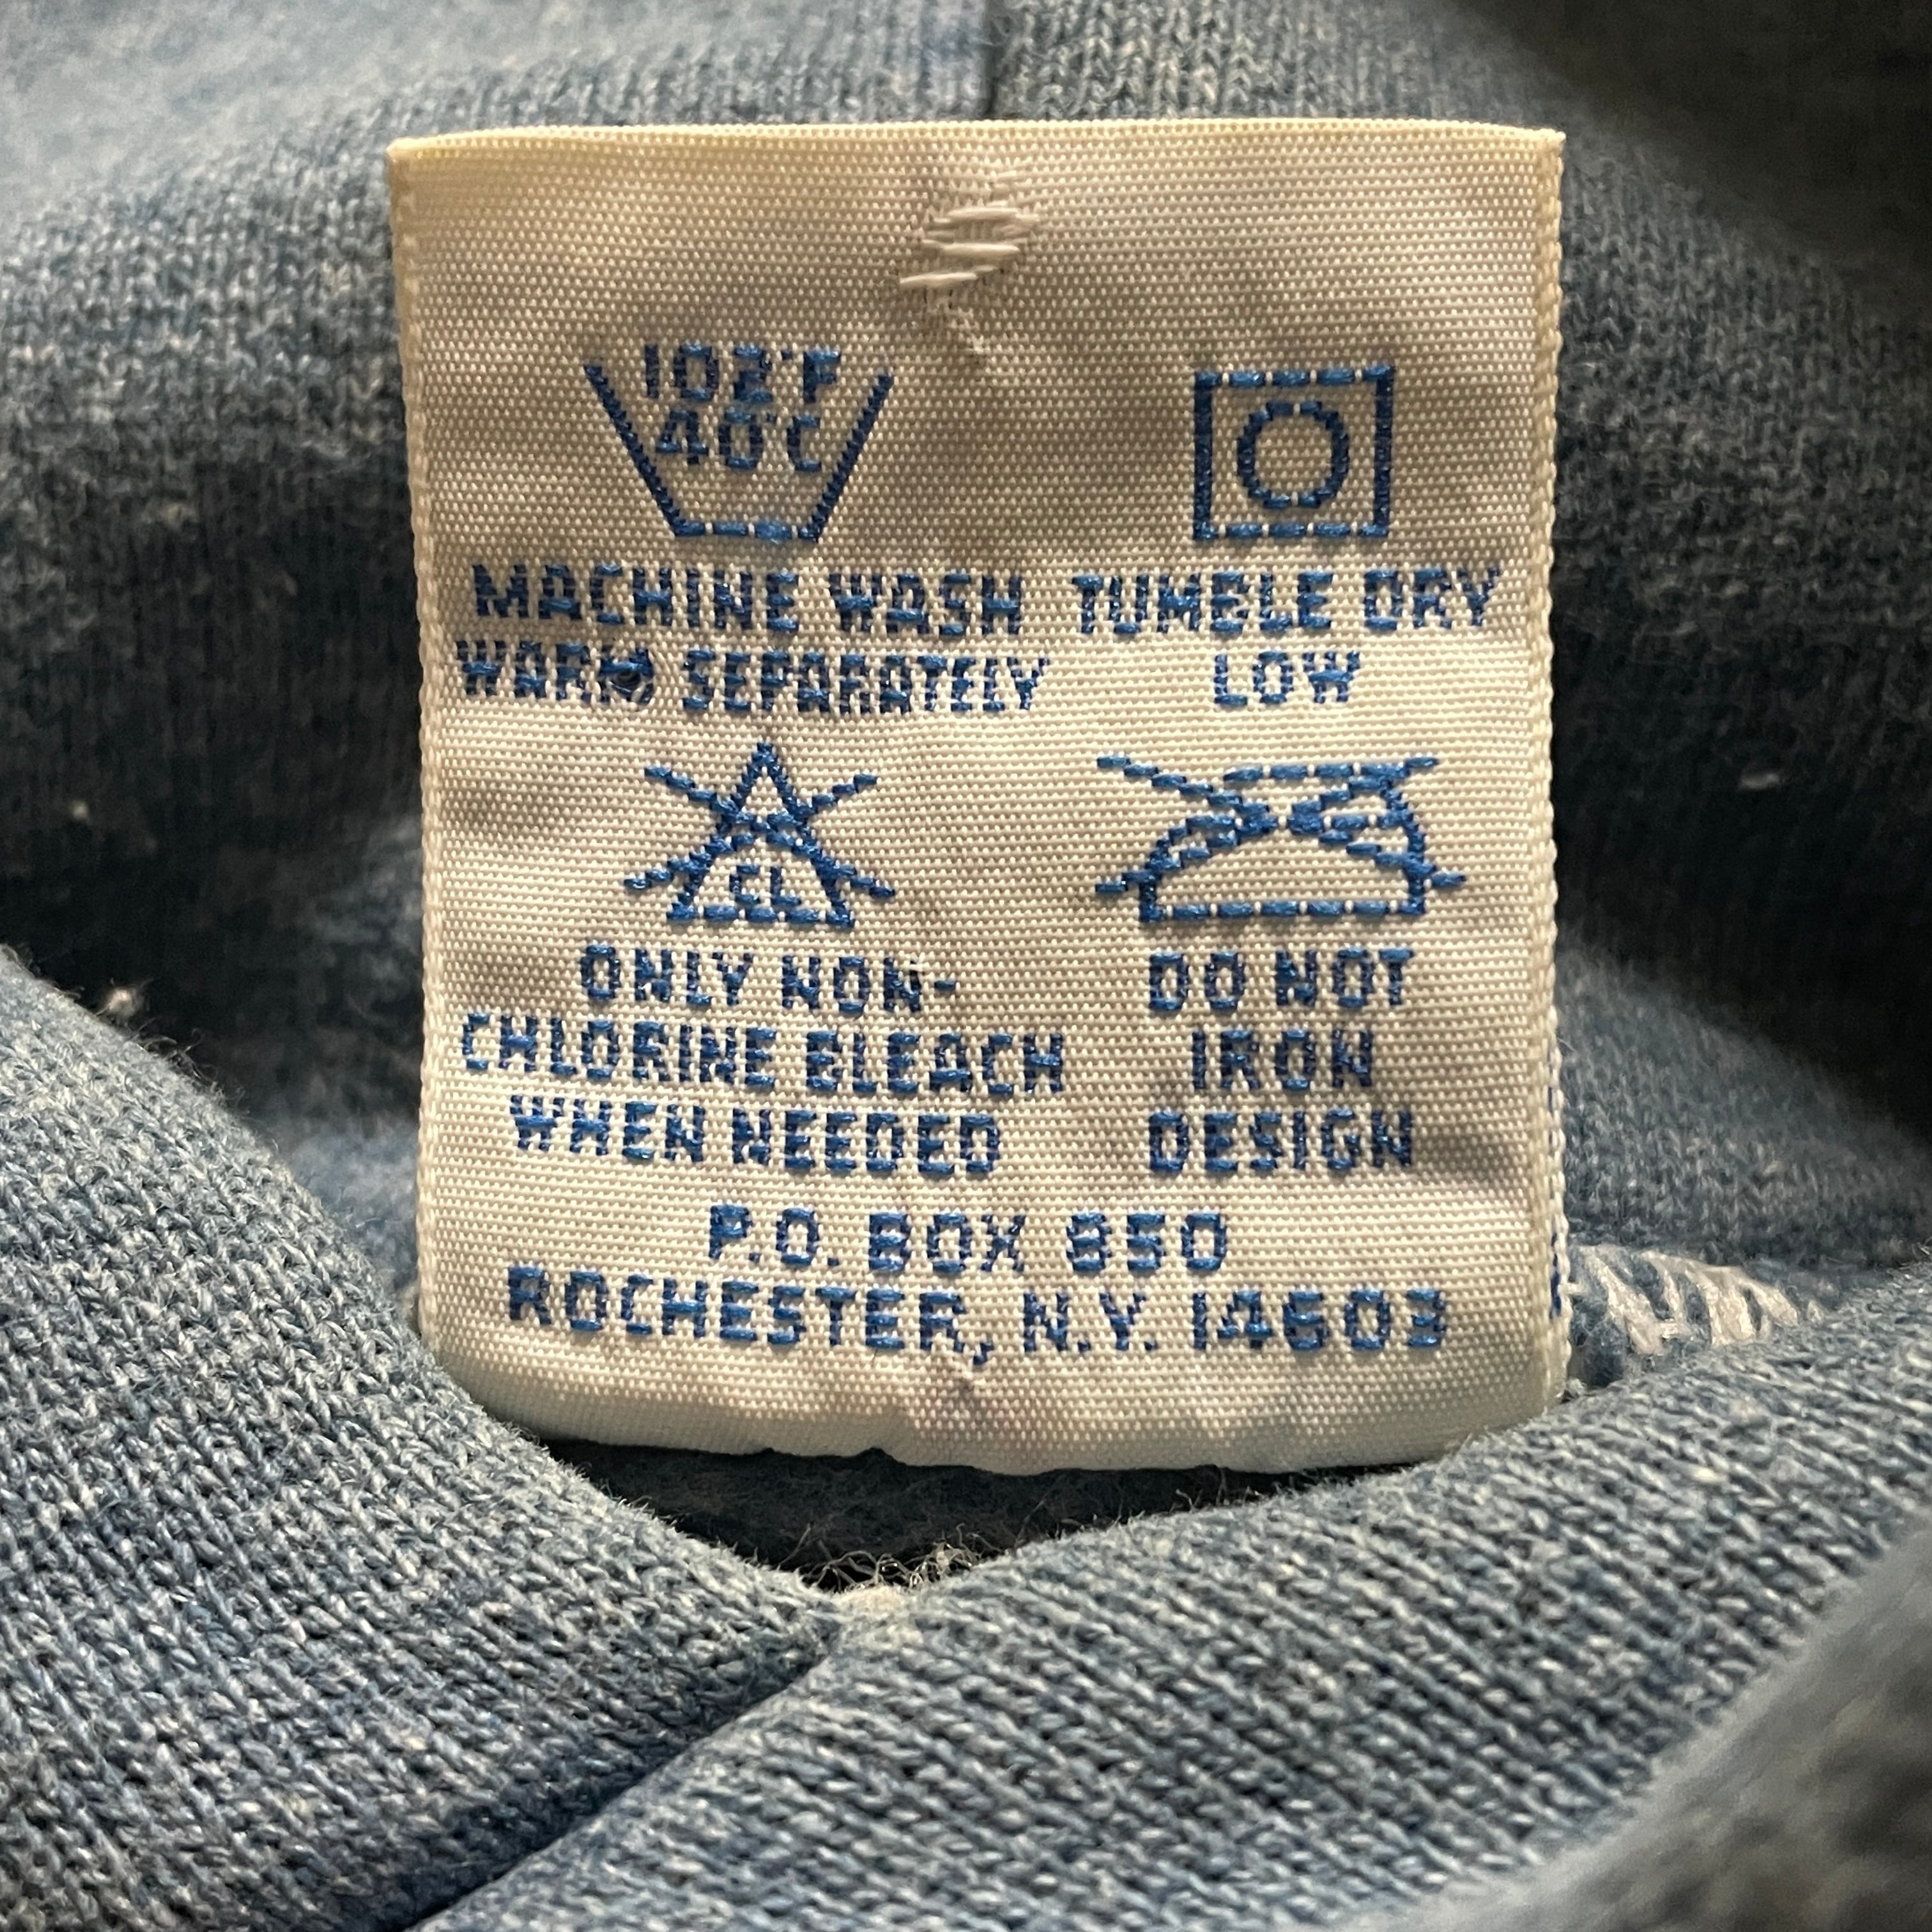 102°F
40°C
MACHINE WASH
WARM SEPARATELY
TUMBLE DRY
LOW
CL
ONLY NON-
CHLORINE BLEACH
WHEN NEEDED
DO NOT
IRON
DESIGN
P.O. BOX 850
ROCHESTER, N.Y. 14603